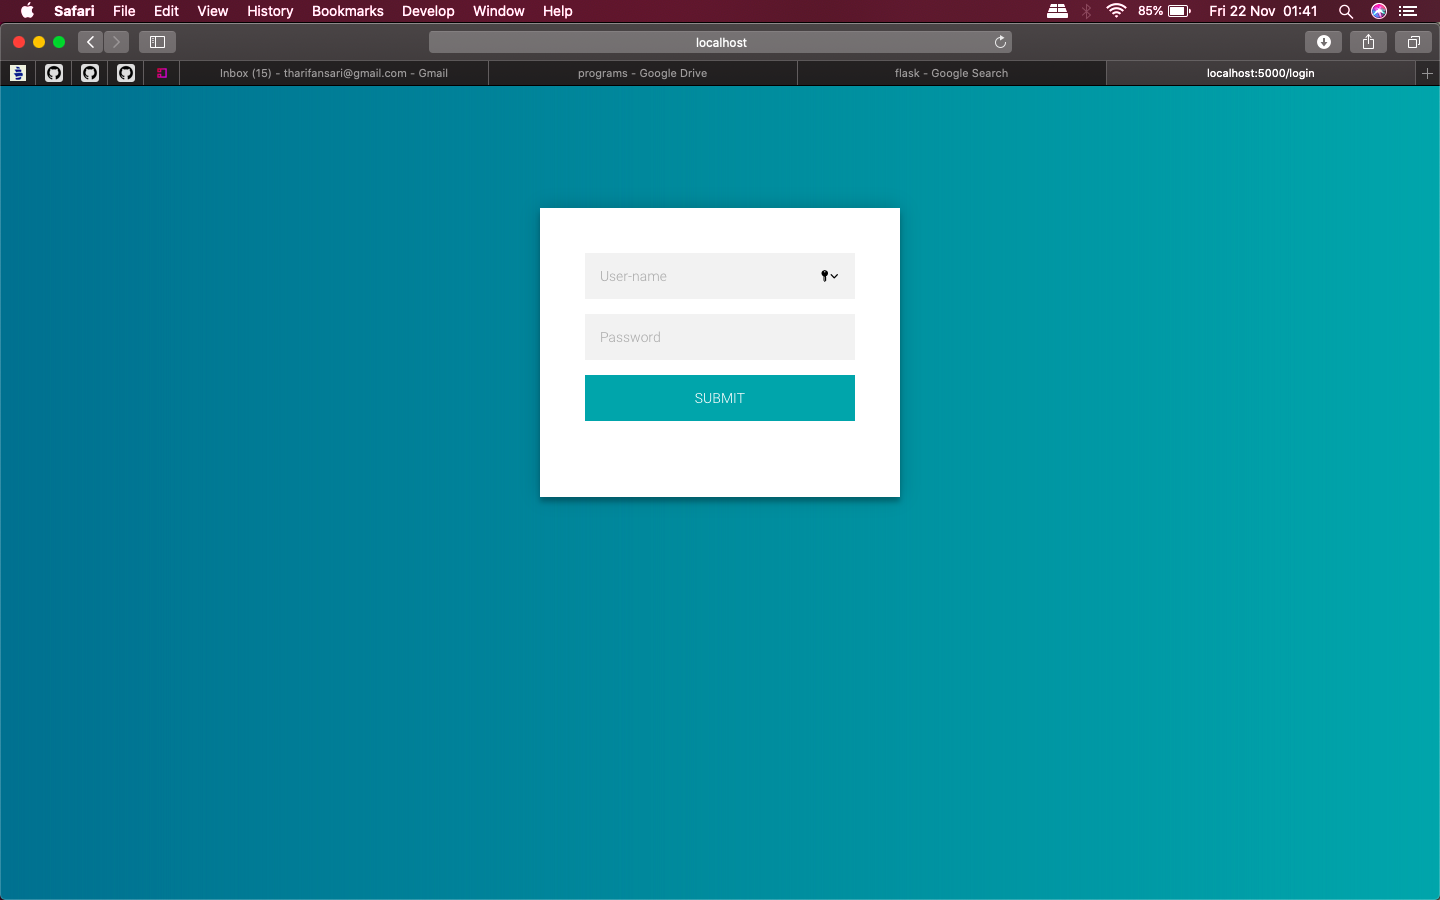 Safari File Edit View History Bookmarks Develop Window Help 85% Fri 22 Nov 01:41
localhost
Inbox (15) - tharifansari@gmail.com - Gmail programs - Google Drive flask - Google Search localhost:5000/login
User-name
Password
SUBMIT